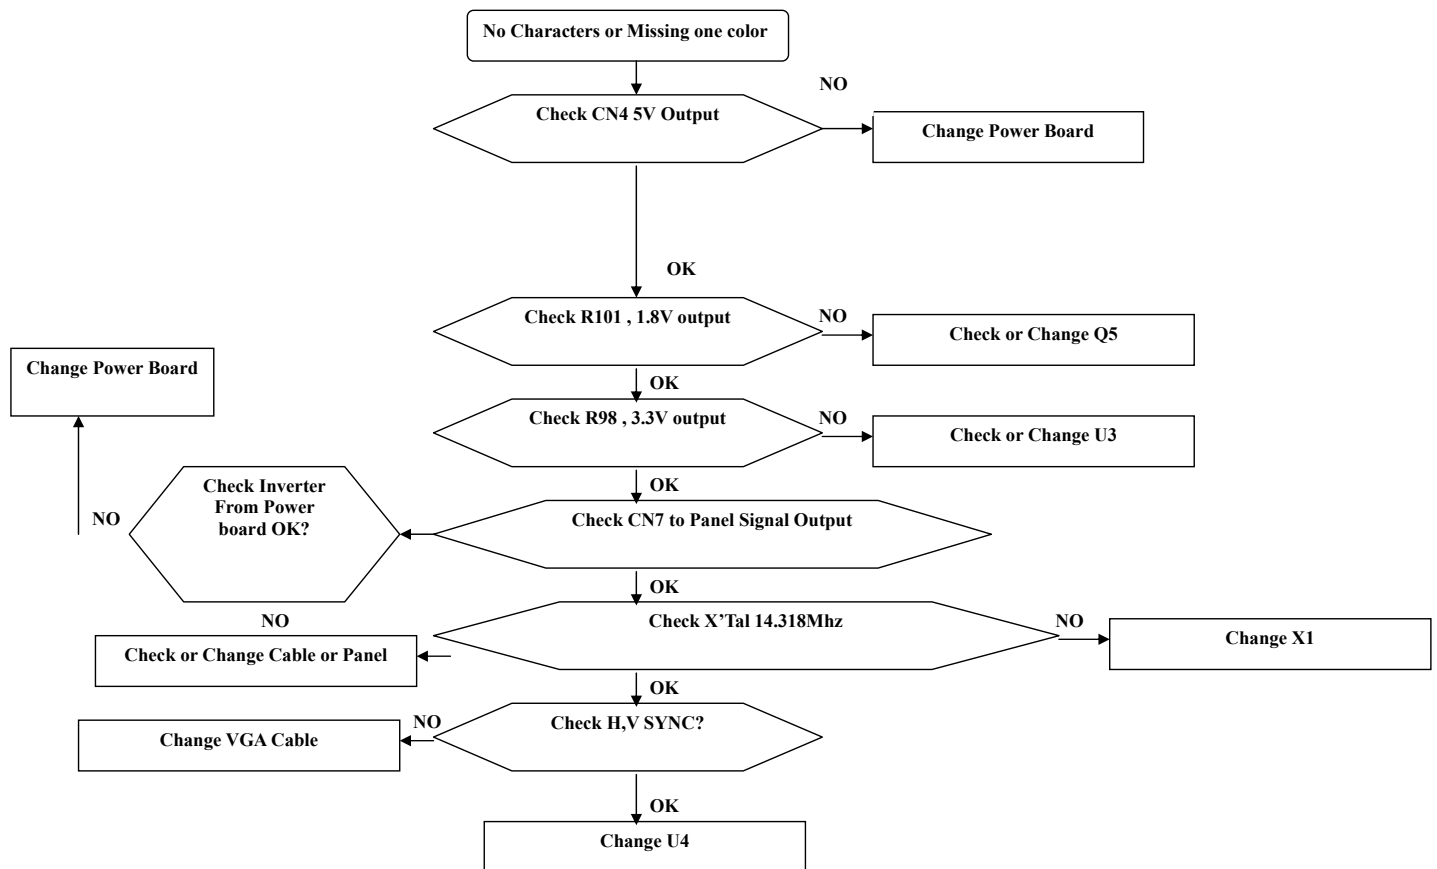 No Characters or Missing one color
NO
Check CN4 5V Output
Change Power Board
OK
Check R101 , 1.8V output
NO
Check or Change Q5
Change Power Board
OK
Check R98 , 3.3V output
NO
Check or Change U3
OK
Check Inverter
From Power
board OK?
NO
Check CN7 to Panel Signal Output
OK
NO
Check X’Tal 14.318Mhz
NO
Change X1
Check or Change Cable or Panel
OK
Check H,V SYNC?
NO
Change VGA Cable
OK
Change U4